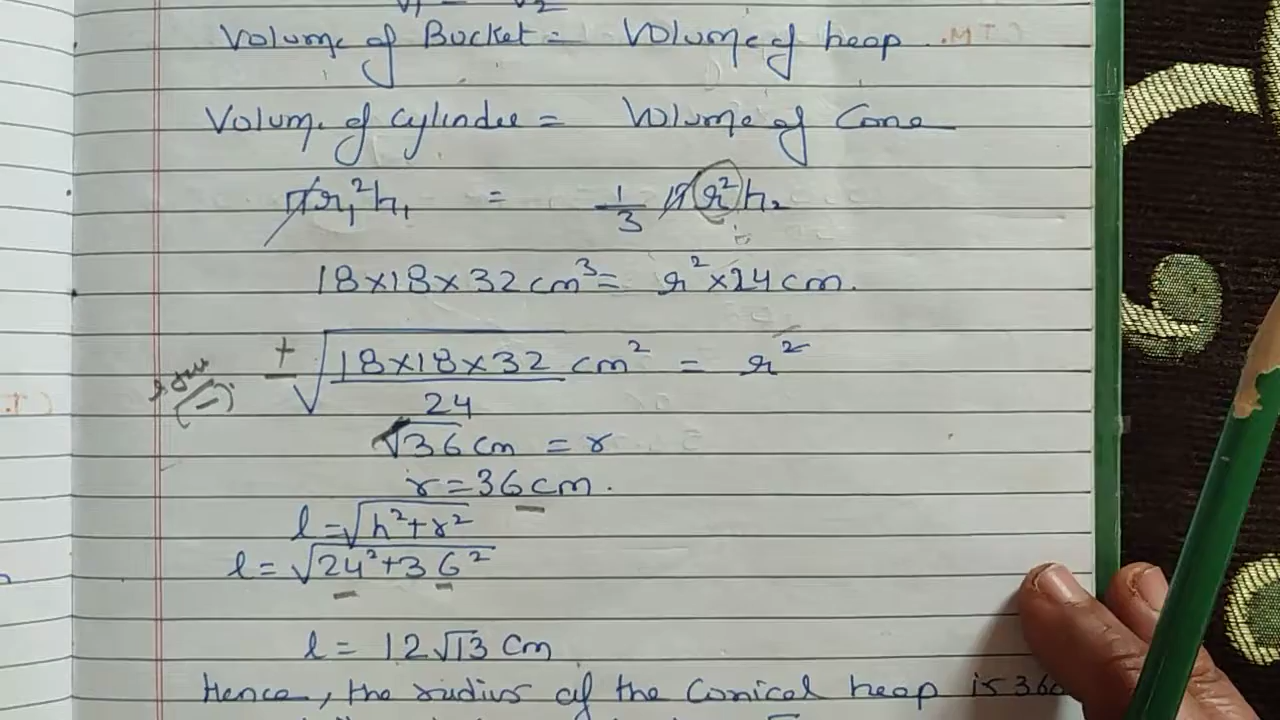 Volume of Bucket = Volume of heap
Volume of Cylinder = Volume of Cone
πr₁²h₁ = 1/3 πr²h₂
18×18×32 cm³ = r²×24 cm.
± √18×18×32/24 cm² = r²
√36 cm = r
r = 36 cm.
l = √h²+r²
l = √24²+36²
l = 12√13 cm
Hence, the radius of the Conical heap is 36